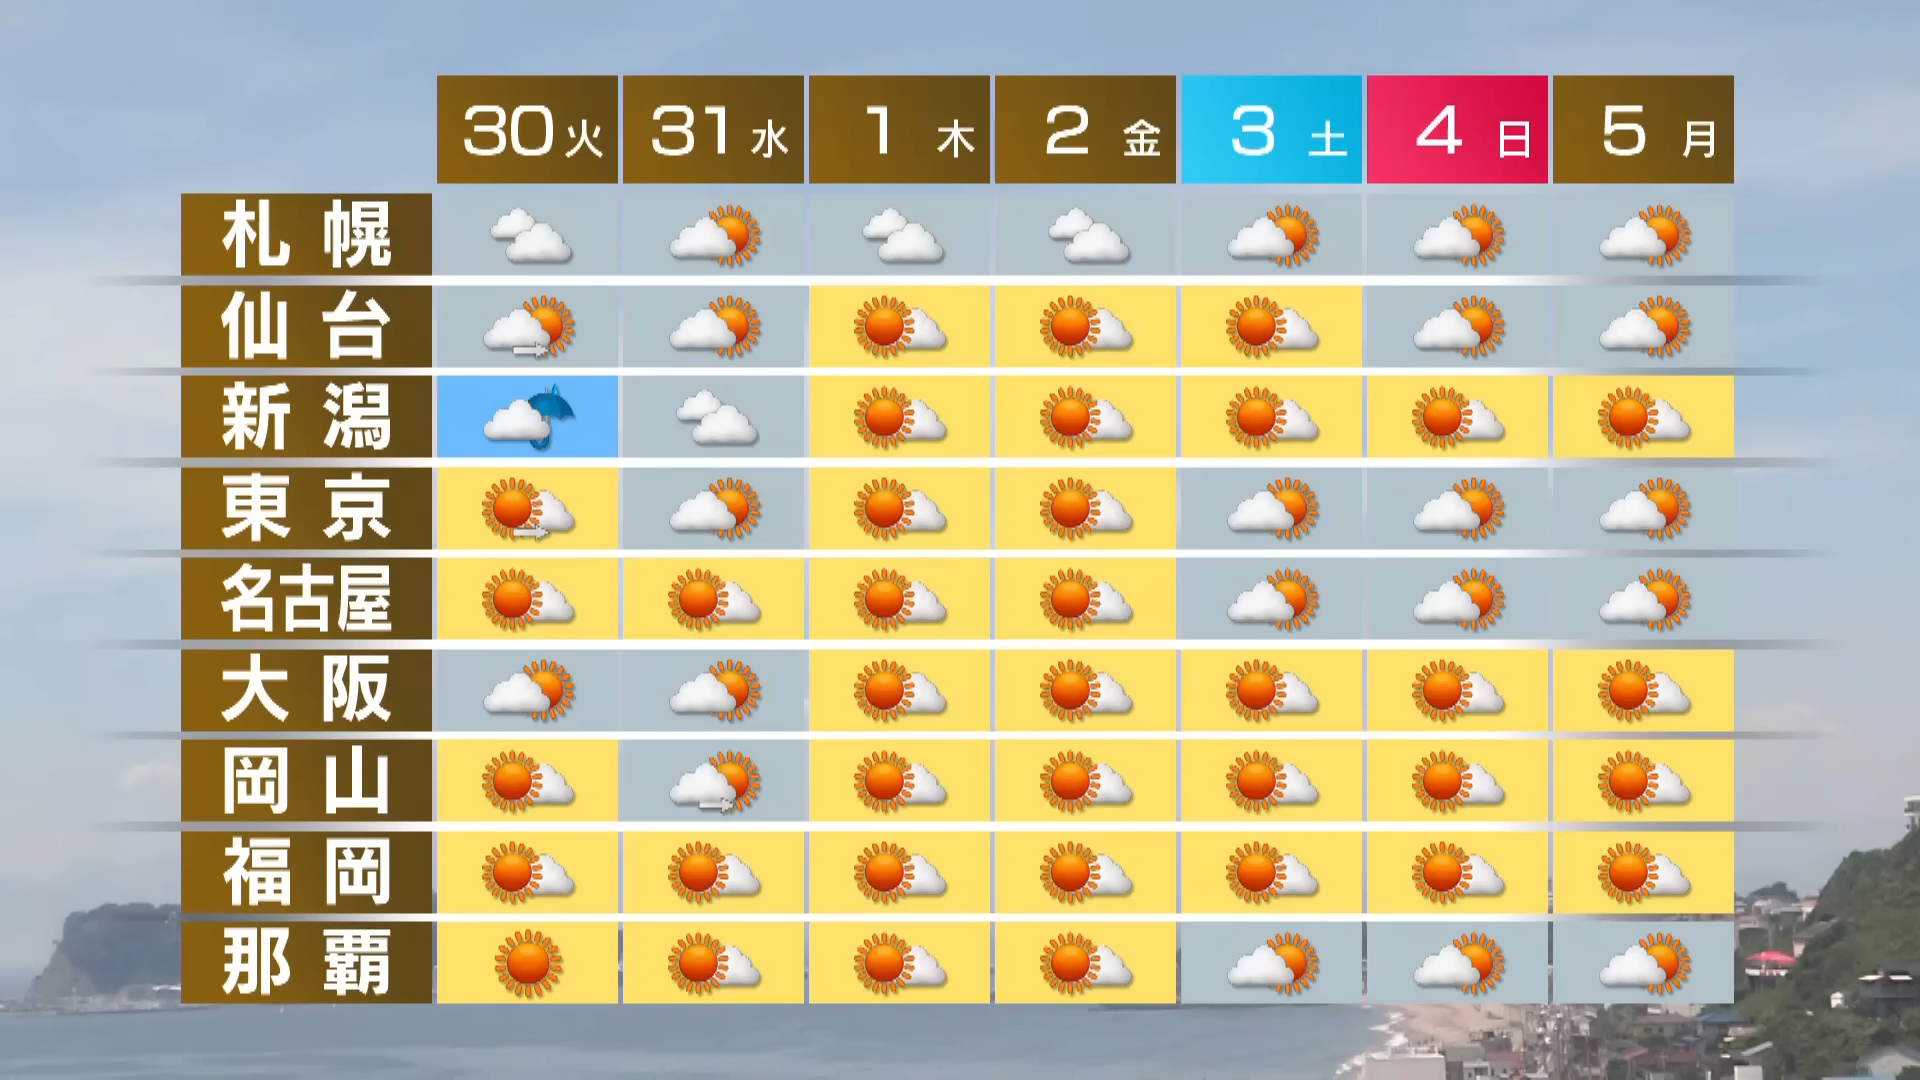 30火 31水 1木 2金 3土 4日 5月
札幌
仙台
新潟
東京
名古屋
大阪
岡山
福岡
那覇